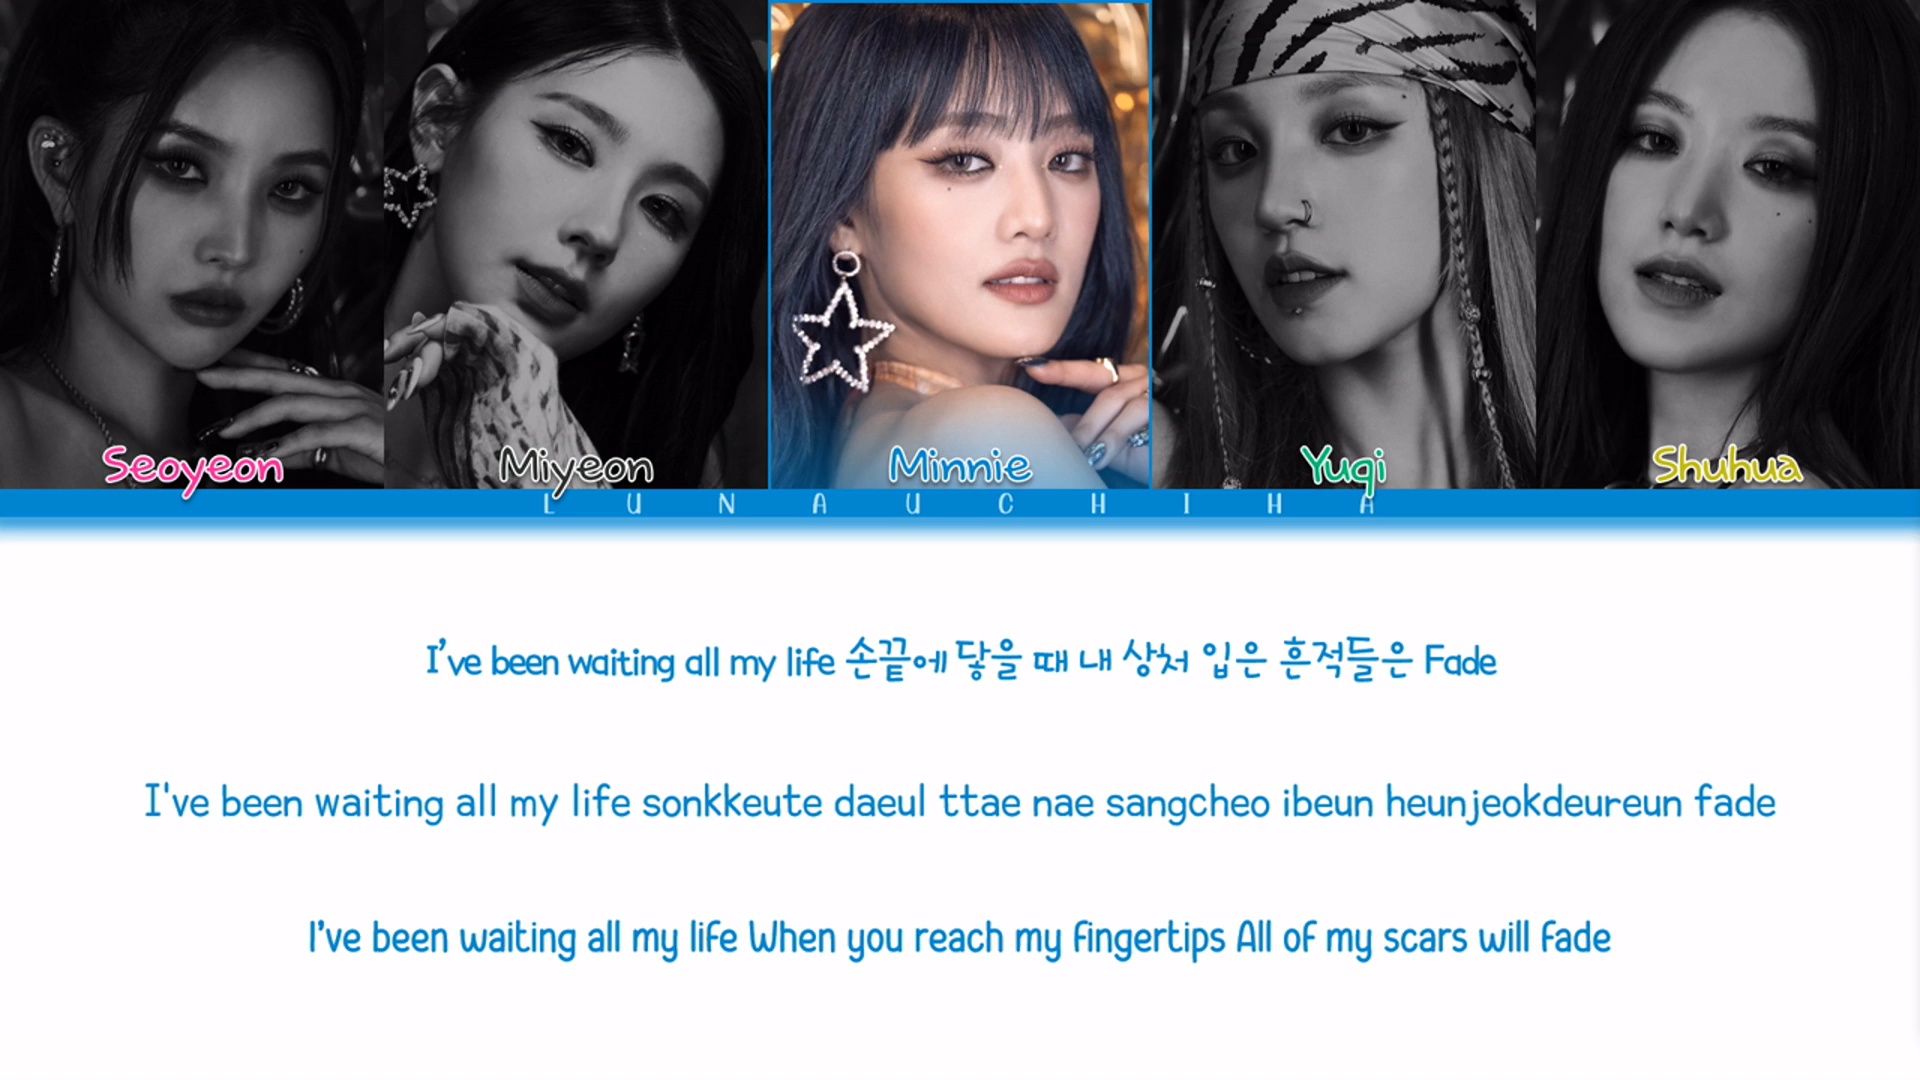 Seoyeon Miyeon Minnie Yuqi Shuhua
LUNAUCHIHA
I've been waiting all my life 손끝에 닿을 때 내 상처 입은 흔적들은 Fade
I've been waiting all my life sonkkeute daeul ttae nae sangcheo ibeun heunjeokdeureun fade
I've been waiting all my life When you reach my fingertips All of my scars will fade